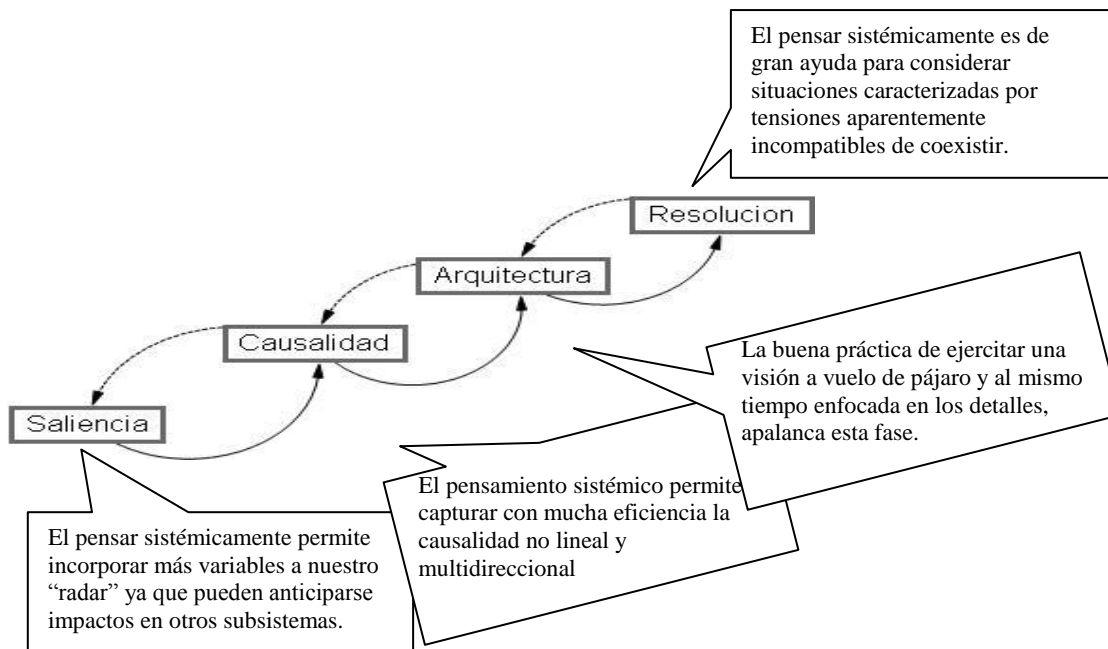 El pensar sistémicamente es de
gran ayuda para considerar
situaciones caracterizadas por
tensiones aparentemente
incompatibles de coexistir.
Resolucion
Arquitectura
Causalidad
Saliencia
La buena práctica de ejercitar una
visión a vuelo de pájaro y al mismo
tiempo enfocada en los detalles,
apalanca esta fase.
El pensamiento sistémico permite
capturar con mucha eficiencia la
causalidad no lineal y
multidireccional
El pensar sistémicamente permite
incorporar más variables a nuestro
“radar” ya que pueden anticiparse
impactos en otros subsistemas.